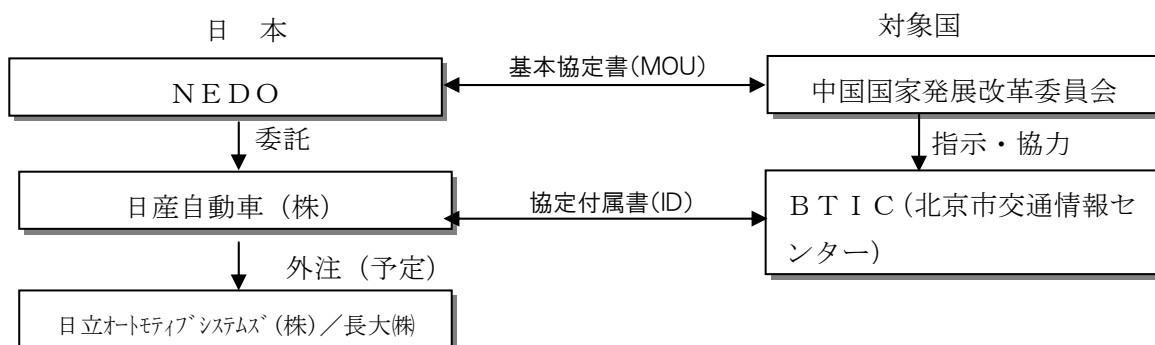 日　本
対象国
ＮＥＤＯ
基本協定書(MOU)
中国国家発展改革委員会
委託
指示・協力
日産自動車（株）
協定付属書(ID)
ＢＴＩＣ（北京市交通情報セ
ンター）
外注（予定）
日立ｵｰﾄﾓﾃｨﾌﾞｼｽﾃﾑｽﾞ（株）／長大㈱